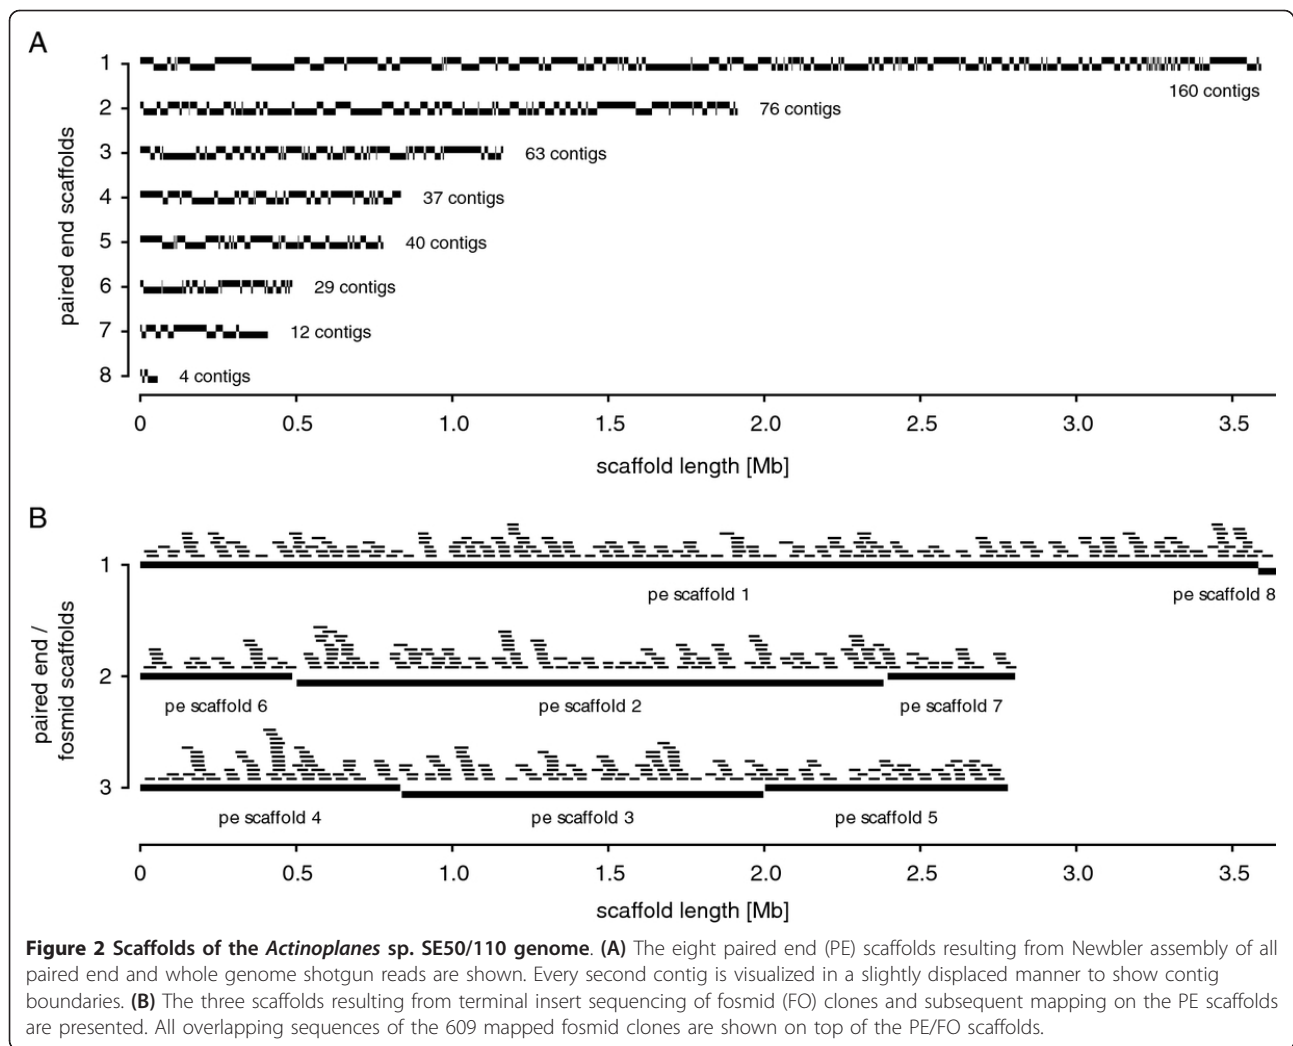 A
paired end scaffolds
1
160 contigs
2
76 contigs
3
63 contigs
4
37 contigs
5
40 contigs
6
29 contigs
7
12 contigs
8
4 contigs
0 0.5 1.0 1.5 2.0 2.5 3.0 3.5
scaffold length [Mb]
B
paired end /
fosmid scaffolds
1
pe scaffold 1 pe scaffold 8
2
pe scaffold 6 pe scaffold 2 pe scaffold 7
3
pe scaffold 4 pe scaffold 3 pe scaffold 5
0 0.5 1.0 1.5 2.0 2.5 3.0 3.5
scaffold length [Mb]
Figure 2 Scaffolds of the Actinoplanes sp. SE50/110 genome. (A) The eight paired end (PE) scaffolds resulting from Newbler assembly of all
paired end and whole genome shotgun reads are shown. Every second contig is visualized in a slightly displaced manner to show contig
boundaries. (B) The three scaffolds resulting from terminal insert sequencing of fosmid (FO) clones and subsequent mapping on the PE scaffolds
are presented. All overlapping sequences of the 609 mapped fosmid clones are shown on top of the PE/FO scaffolds.